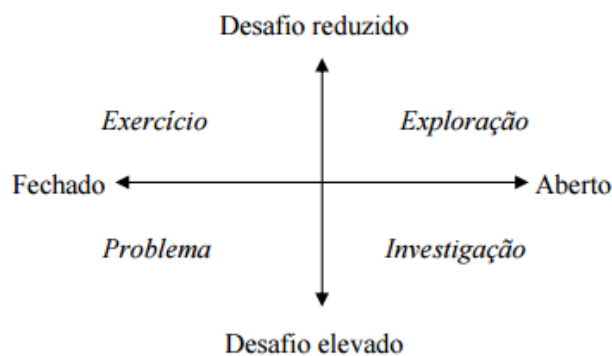 Desafio reduzido
Exercício
Exploração
Fechado
Aberto
Problema
Investigação
Desafio elevado